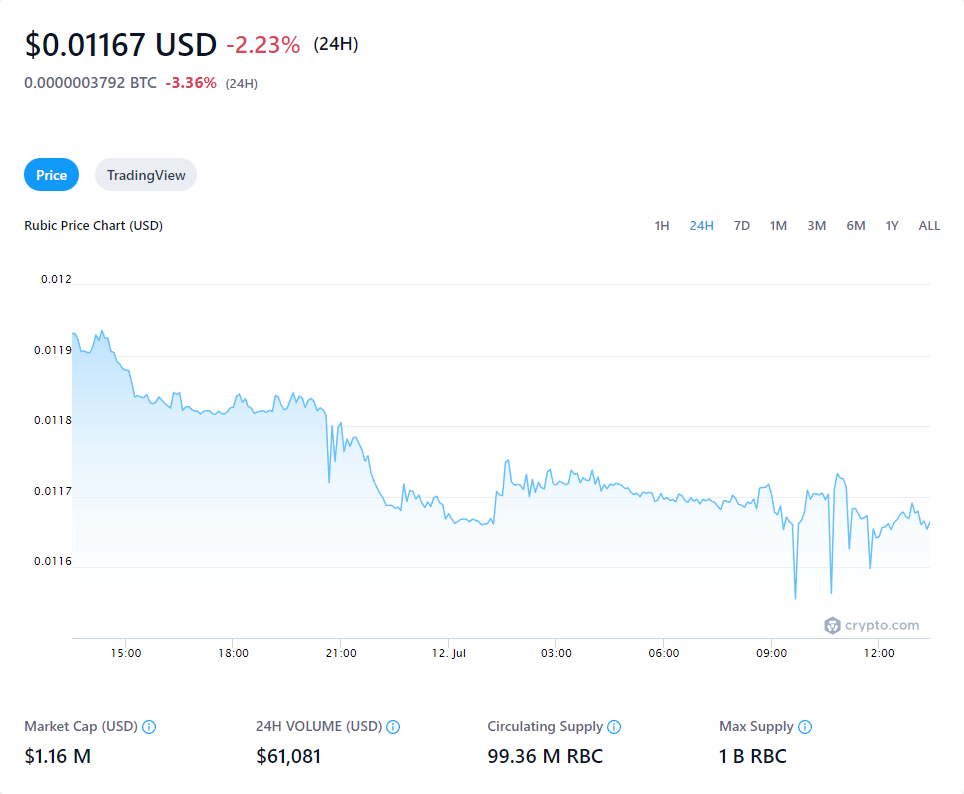 $0.01167 USD -2.23% (24H)
0.0000003792 BTC -3.36% (24H)
Price TradingView
Rubic Price Chart (USD)
1H 24H 7D 1M 3M 6M 1Y ALL
0.012
0.0119
0.0118
0.0117
0.0116
crypto.com
15:00 18:00 21:00 12. Jul 03:00 06:00 09:00 12:00
Market Cap (USD) 24H VOLUME (USD) Circulating Supply Max Supply
$1.16 M $61,081 99.36 M RBC 1 B RBC